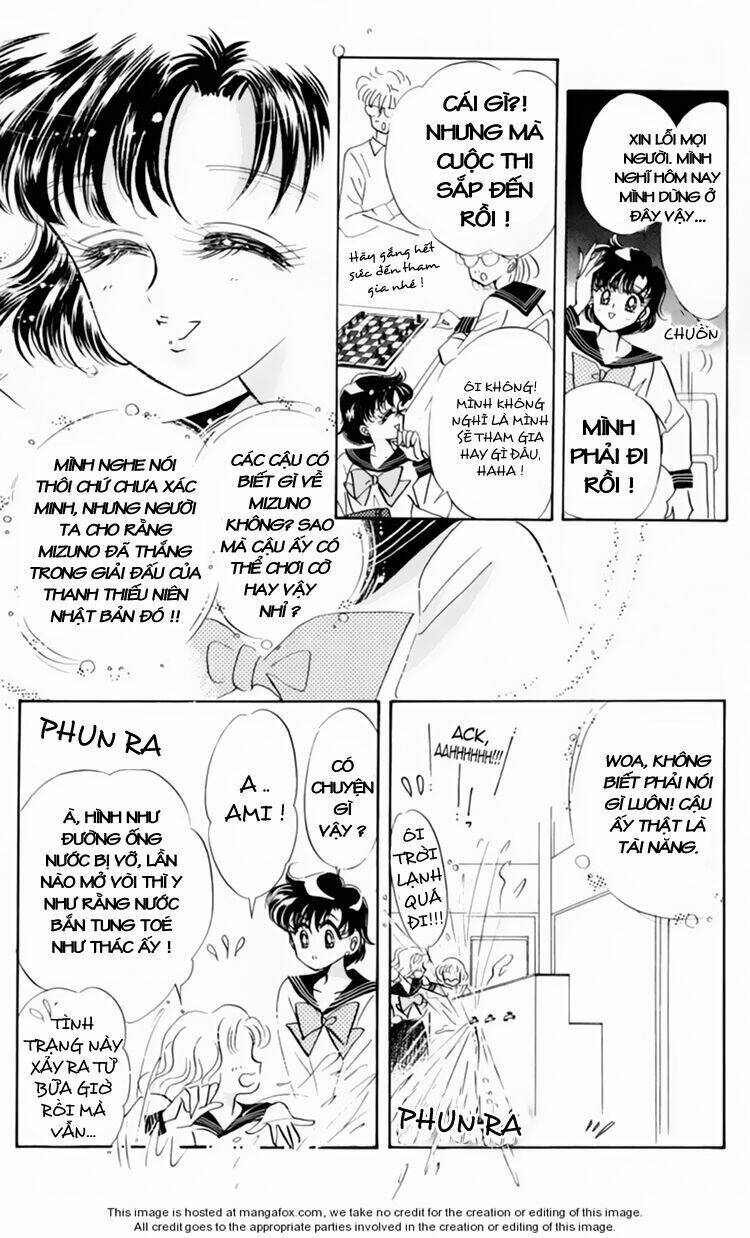 XIN LỖI MỌI
NGƯỜI. MÌNH
NGHĨ HÔM NAY
MÌNH DỪNG Ở
ĐÂY VẬY...
CHUỒN
MÌNH
PHẢI ĐI
RỒI !
CÁI GÌ?!
NHƯNG MÀ
CUỘC THI
SẮP ĐẾN
RỒI !
Hãy gắng hết
sức đến tham
gia nhé !
ÔI KHÔNG!
MÌNH KHÔNG
NGHĨ LÀ MÌNH
SẼ THAM GIA
HAY GÌ ĐÂU,
HAHA !
CÁC CẬU CÓ
BIẾT GÌ VỀ
MIZUNO
KHÔNG? SAO
MÀ CẬU ẤY CÓ
THỂ CHƠI CỜ
HAY VẬY
NHỈ ?
MÌNH NGHE NÓI
THÔI CHỨ CHƯA XÁC
MINH, NHƯNG NGƯỜI
TA CHO RẰNG
MIZUNO ĐÃ THẮNG
TRONG GIẢI ĐẤU CỦA
THANH THIẾU NIÊN
NHẬT BẢN ĐÓ !!
WOA, KHÔNG
BIẾT PHẢI NÓI
GÌ LUÔN! CẬU
ẤY THẬT LÀ
TÀI NĂNG.
ACK,
AAHHHHHH!!!
ÔI
TRỜI
LẠNH
QUÁ
ĐI!!!
PHUN RA
CÓ
CHUYỆN
GÌ
VẬY ?
A ..
AMI !
PHUN RA
À, HÌNH NHƯ
ĐƯỜNG ỐNG
NƯỚC BỊ VỠ, LẦN
NÀO MỞ VÒI THÌ Y
NHƯ RẰNG NƯỚC
BẮN TUNG TOÉ
NHƯ THÁC ẤY !
TÌNH
TRẠNG NÀY
XẢY RA TỪ
BỮA GIỜ
RỒI MÀ
VẪN...
This image is hosted at mangafox.com, we take no credit for the creation or editing of this image.
All credit goes to the appropriate parties involved in the creation or editing of this image.